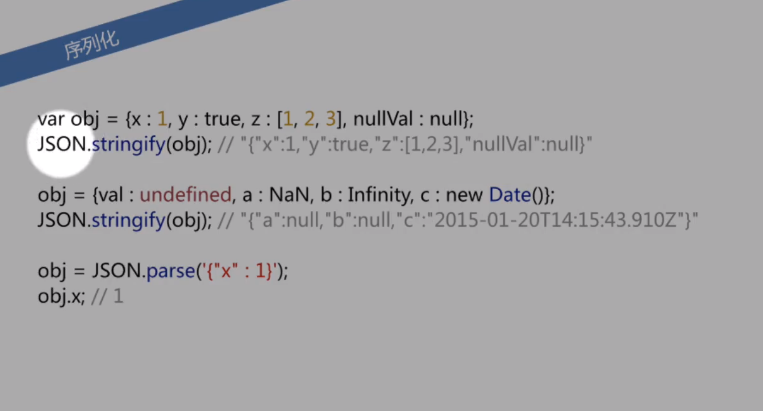 序列化
var obj = {x : 1, y : true, z : [1, 2, 3], nullVal : null};
JSON.stringify(obj); // "{"x":1,"y":true,"z":[1,2,3],"nullVal":null}"
obj = {val : undefined, a : NaN, b : Infinity, c : new Date()};
JSON.stringify(obj); // "{"a":null,"b":null,"c":"2015-01-20T14:15:43.910Z"}"
obj = JSON.parse('{"x" : 1}');
obj.x; // 1